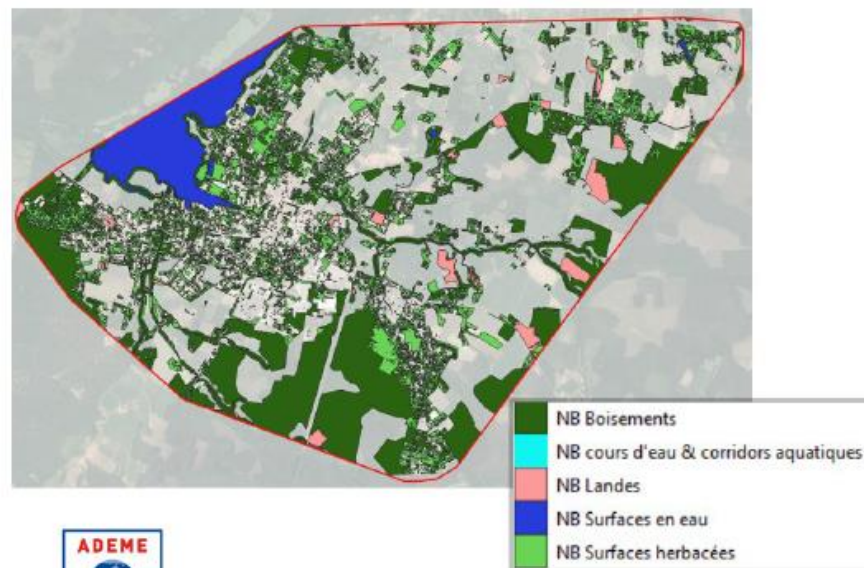 NB Boisements
NB cours d'eau & corridors aquatiques
NB Landes
NB Surfaces en eau
NB Surfaces herbacées
ADEME